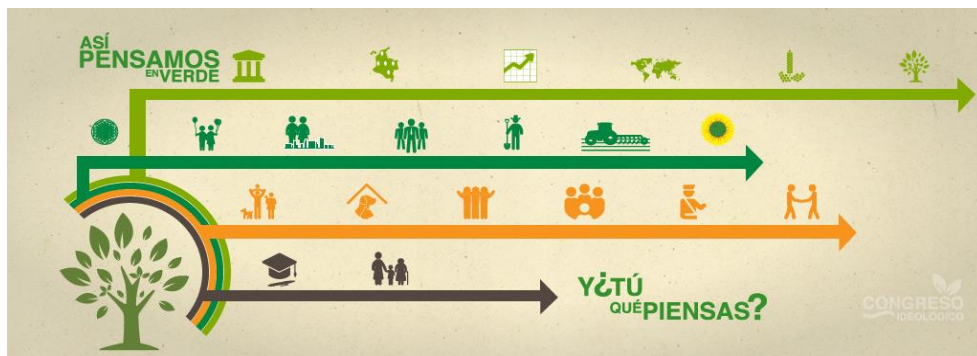 ASÍ
PENSAMOS
EN VERDE
Y¿TÚ
QUÉ PIENSAS?
CONGRESO
IDEOLÓGICO